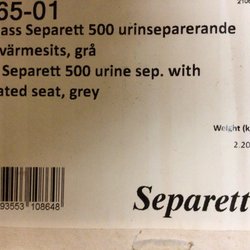 65-01
ass Separett 500 urinseparerande
värmesits, grå
Separett 500 urine sep. with
ated seat, grey
Weight (k
2.20
93553 108648
Separett